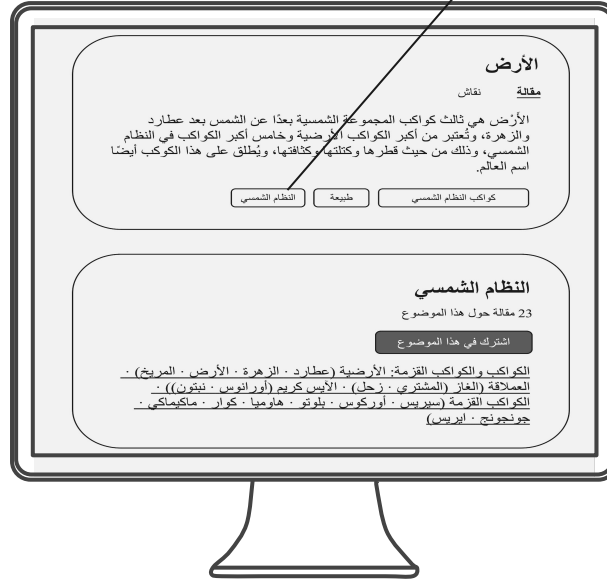 الأرض
مقالة نقاش
الأرْض هي ثالث كواكب المجموعة الشمسية بعدًا عن الشمس بعد عطارد
والزهرة، وتُعتبر من أكبر الكواكب الأرضية وخامس أكبر الكواكب في النظام
الشمسي، وذلك من حيث قطرها وكتلتها وكثافتها، ويُطلق على هذا الكوكب أيضًا
اسم العالم.
كواكب النظام الشمسي طبيعة النظام الشمسي
النظام الشمسي
23 مقالة حول هذا الموضوع
اشترك في هذا الموضوع
الكواكب والكواكب القزمة: الأرضية (عطارد · الزهرة · الأرض · المريخ) ·
العملاقة (الغاز (المشتري · زحل) · الآيس كريم (أورانوس · نبتون)) ·
الكواكب القزمة (سيريس · أوركوس · بلوتو · هاوميا · كوار · ماكيماكي ·
جونجونج · ايريس)